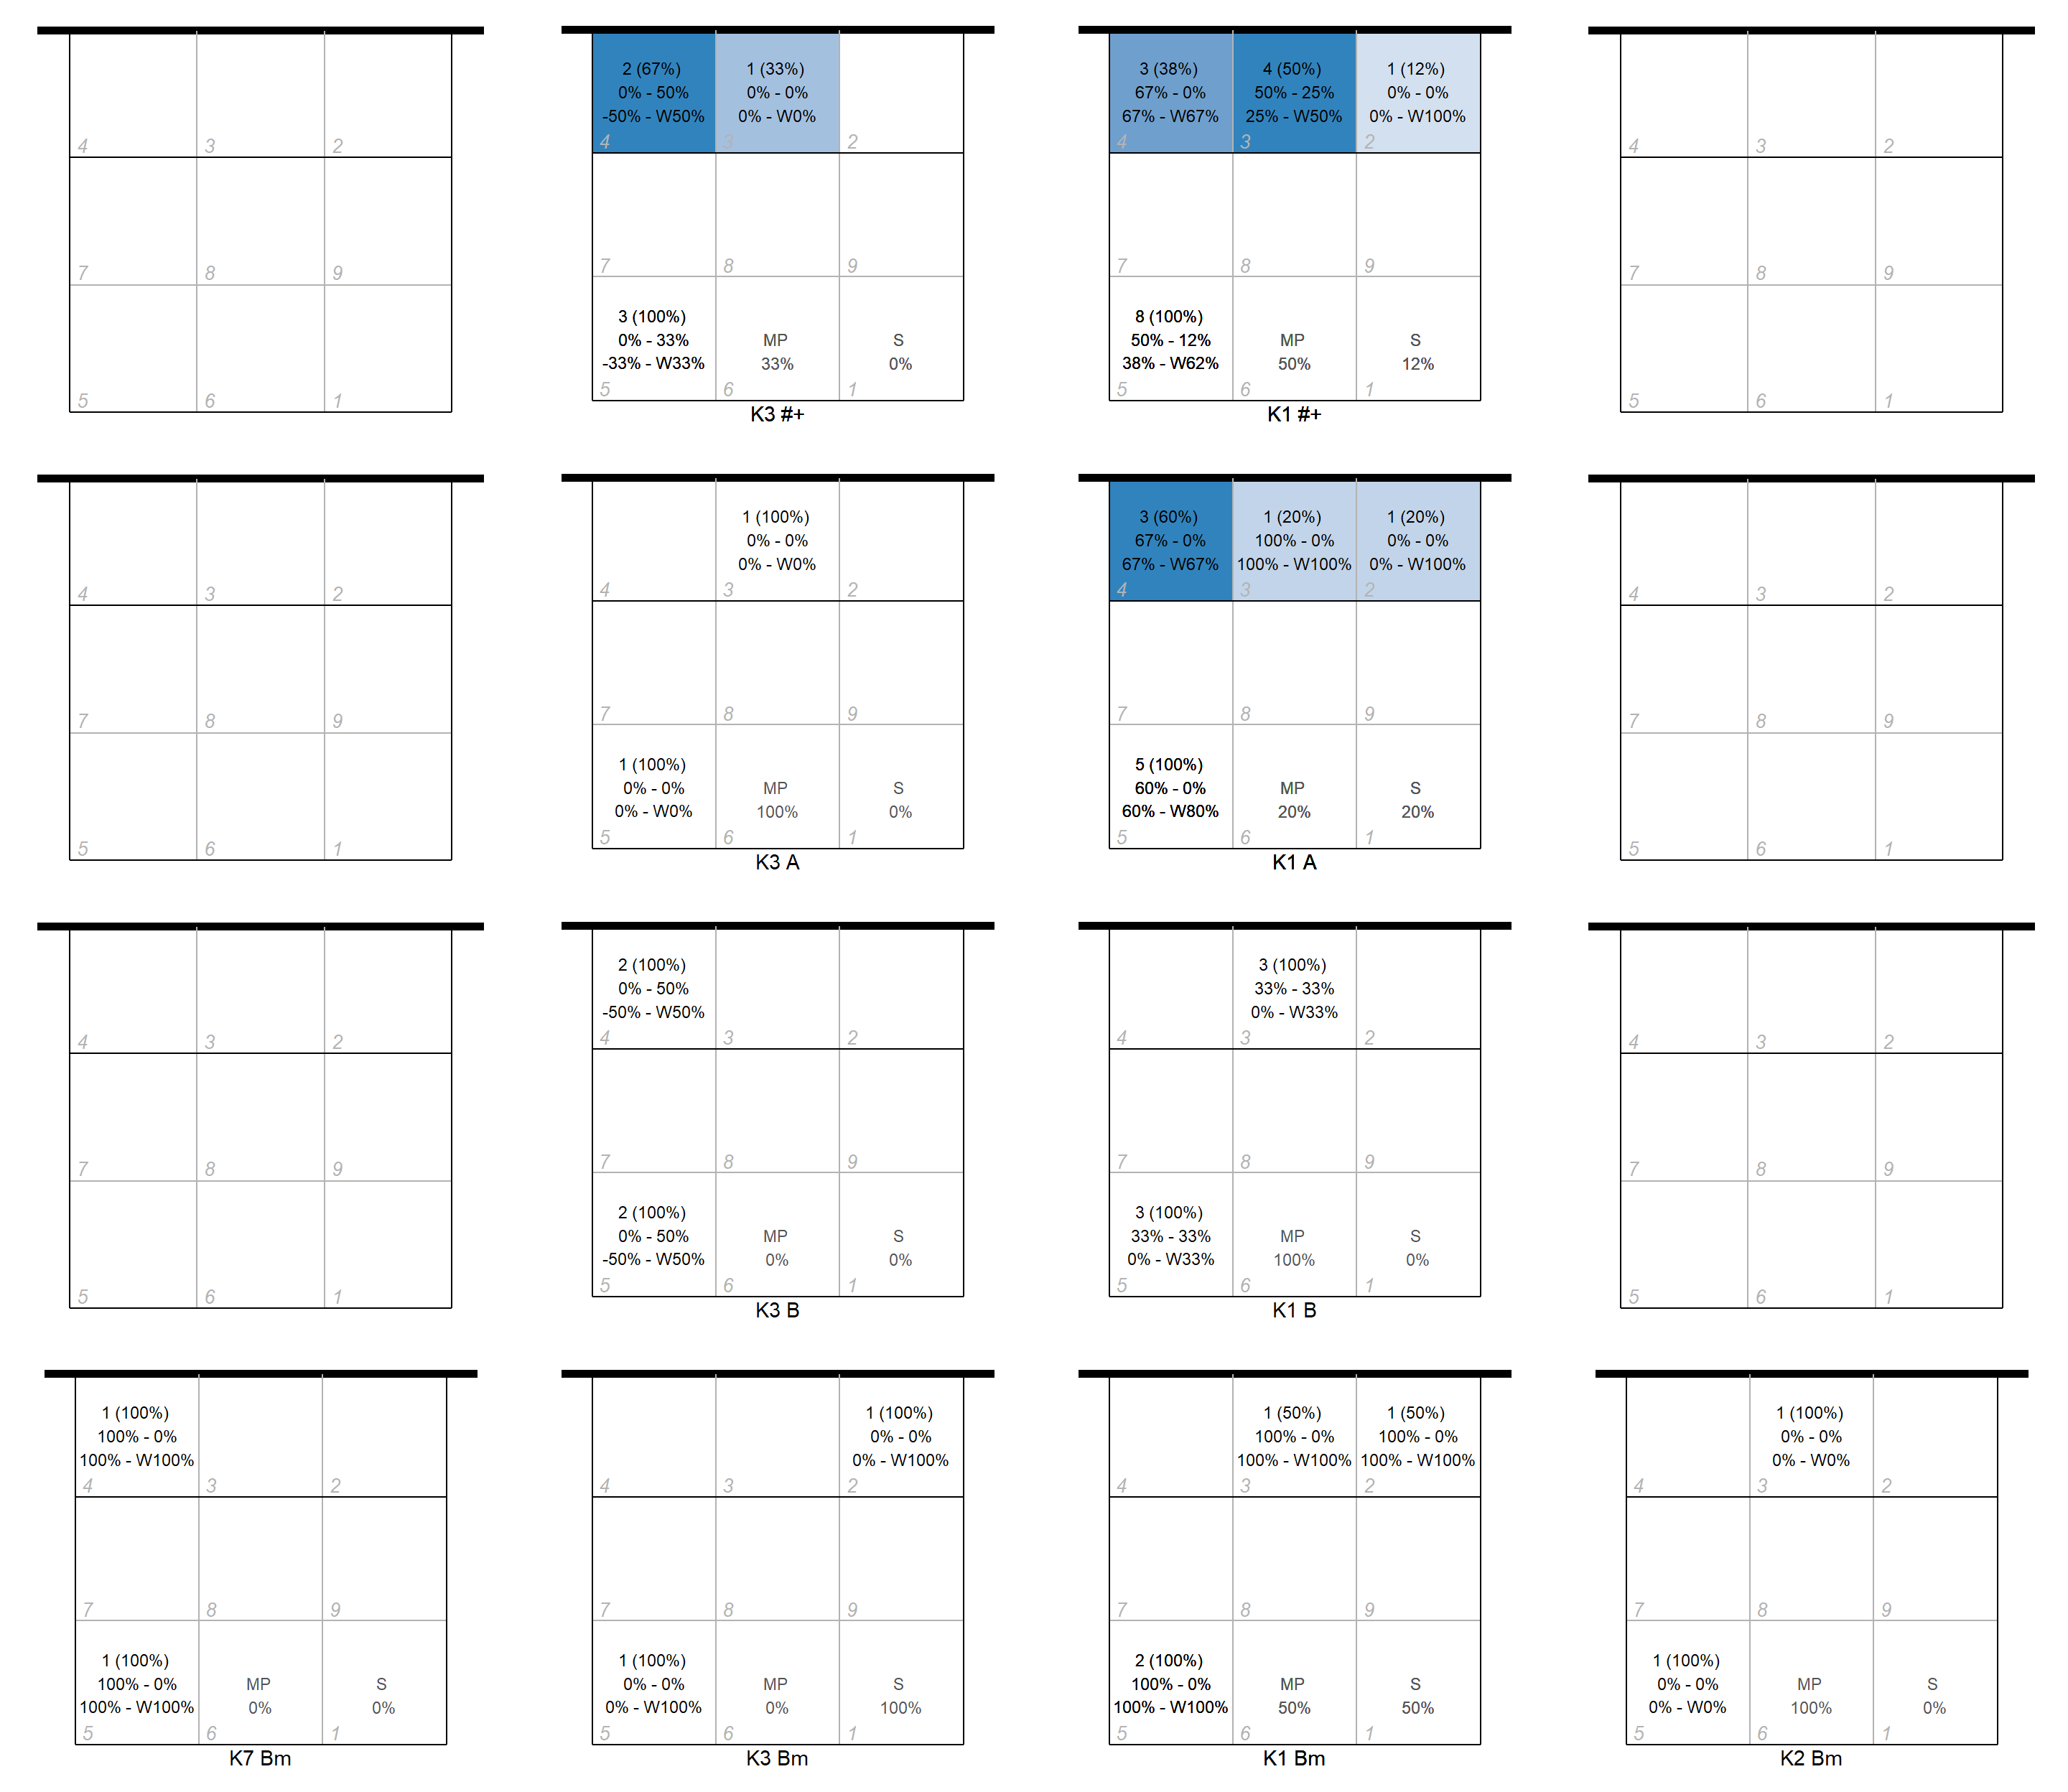 2 (67%) 1 (33%) 3 (38%) 4 (50%) 1 (12%)
0% - 50% 0% - 0% 67% - 0% 50% - 25% 0% - 0%
-50% - W50% 0% - W0% 67% - W67% 25% - W50% 0% - W100%
4 3 2 4 3 2 4 3 2 4 3 2
7 8 9 7 8 9 7 8 9 7 8 9
3 (100%) 8 (100%)
0% - 33% MP S 50% - 12% MP S
-33% - W33% 33% 0% 38% - W62% 50% 12%
5 6 1 5 6 1 5 6 1 5 6 1
K3 #+ K1 #+
1 (100%) 3 (60%) 1 (20%) 1 (20%)
0% - 0% 67% - 0% 100% - 0% 0% - 0%
0% - W0% 67% - W67% 100% - W100% 0% - W100%
4 3 2 4 3 2 4 3 2 4 3 2
7 8 9 7 8 9 7 8 9 7 8 9
1 (100%) 5 (100%)
0% - 0% MP S 60% - 0% MP S
0% - W0% 100% 0% 60% - W80% 20% 20%
5 6 1 5 6 1 5 6 1 5 6 1
K3 A K1 A
2 (100%) 3 (100%)
0% - 50% 33% - 33%
-50% - W50% 0% - W33%
4 3 2 4 3 2 4 3 2 4 3 2
7 8 9 7 8 9 7 8 9 7 8 9
2 (100%) 3 (100%)
0% - 50% MP S 33% - 33% MP S
-50% - W50% 0% 0% 0% - W33% 100% 0%
5 6 1 5 6 1 5 6 1 5 6 1
K3 B K1 B
1 (100%) 1 (100%) 1 (50%) 1 (50%) 1 (100%)
100% - 0% 0% - 0% 100% - 0% 100% - 0% 0% - 0%
100% - W100% 0% - W100% 100% - W100% 100% - W100% 0% - W0%
4 3 2 4 3 2 4 3 2 4 3 2
7 8 9 7 8 9 7 8 9 7 8 9
1 (100%) 1 (100%) 2 (100%) 1 (100%)
100% - 0% MP S 0% - 0% MP S 100% - 0% MP S 0% - 0% MP S
100% - W100% 0% 0% 0% - W100% 0% 100% 100% - W100% 50% 50% 0% - W0% 100% 0%
5 6 1 5 6 1 5 6 1 5 6 1
K7 Bm K3 Bm K1 Bm K2 Bm